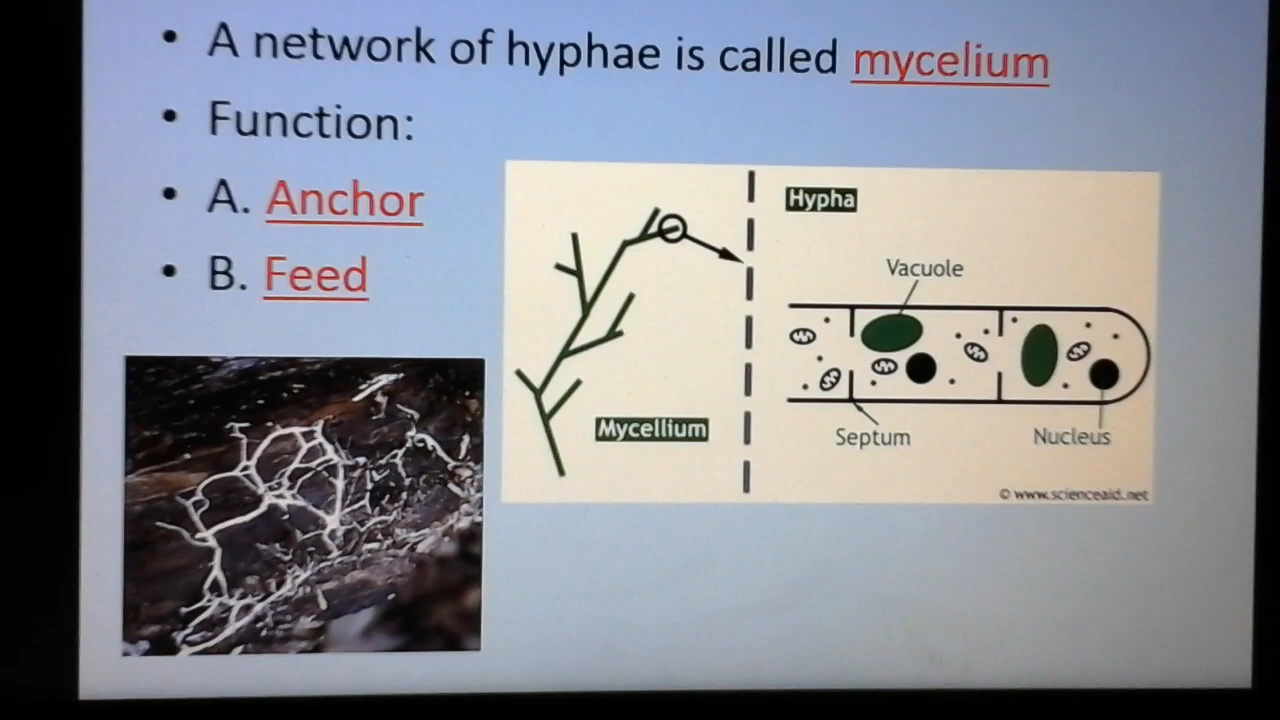 • A network of hyphae is called mycelium
• Function:
• A. Anchor
• B. Feed
Hypha
Vacuole
Mycellium
Septum
Nucleus
© www.scienceaid.net